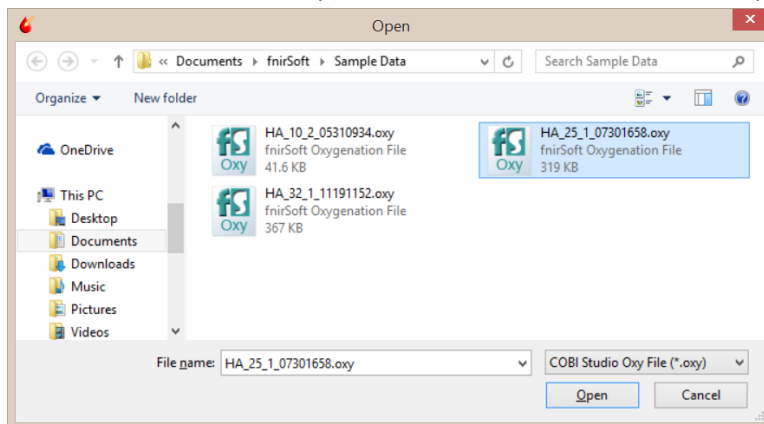 Open
« Documents fnirSoft Sample Data
Search Sample Data
Organize New folder
OneDrive
This PC
Desktop
Documents
Downloads
Music
Pictures
Videos
fS Oxy
HA_10_2_05310934.oxy
fnirSoft Oxygenation File
41.6 KB
fS Oxy
HA_25_1_07301658.oxy
fnirSoft Oxygenation File
319 KB
fS Oxy
HA_32_1_11191152.oxy
fnirSoft Oxygenation File
367 KB
File name: HA_25_1_07301658.oxy COBI Studio Oxy File (*.oxy)
Open Cancel